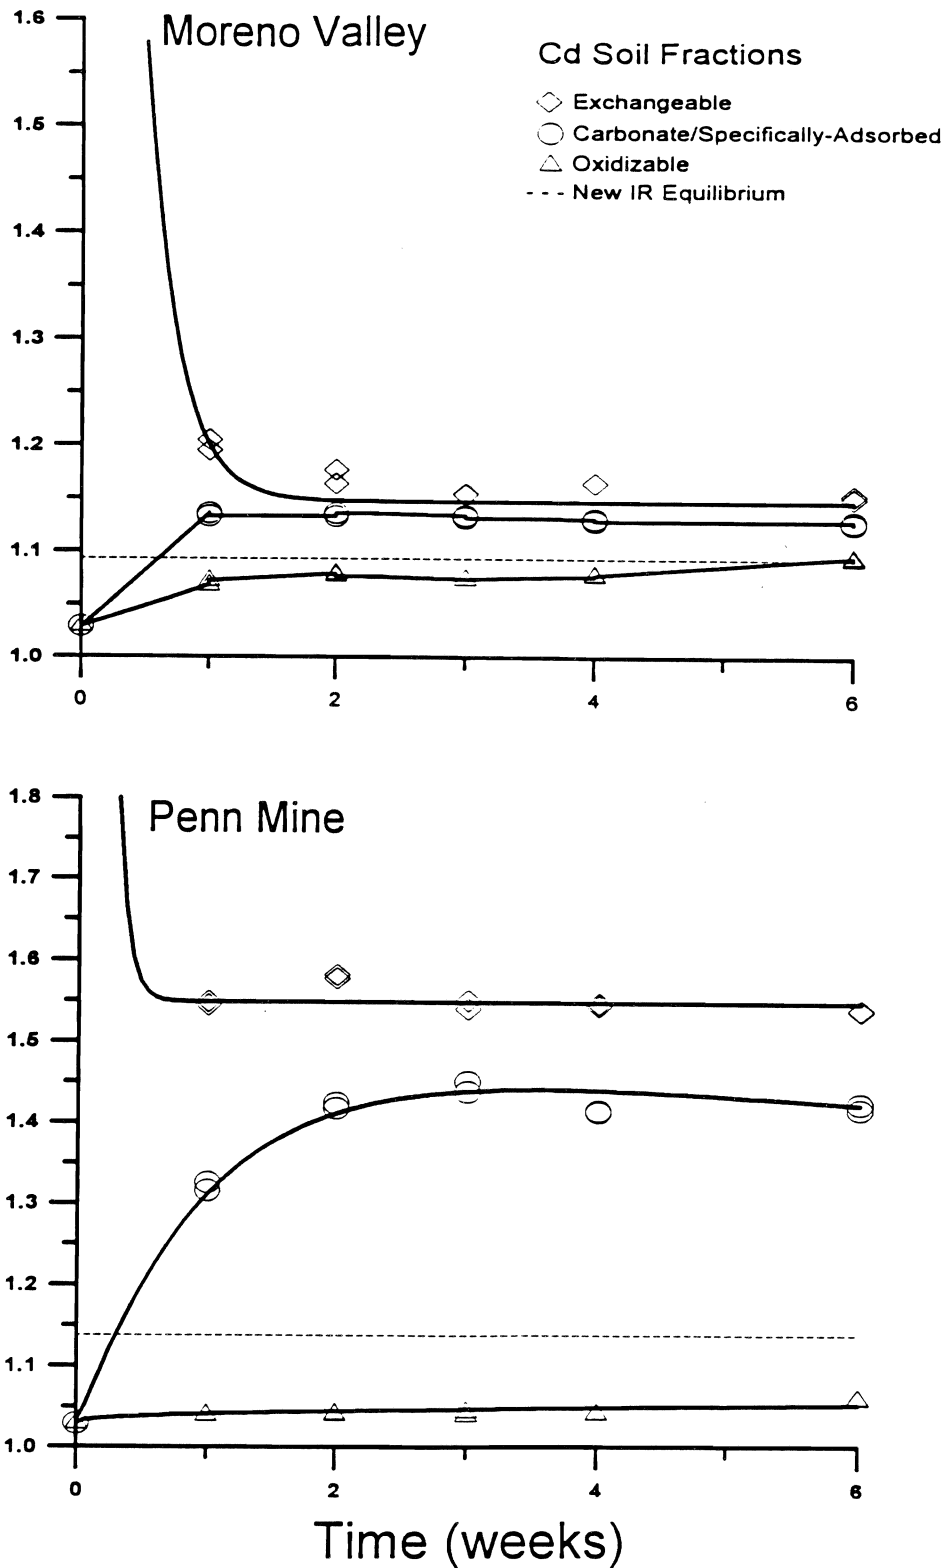 Moreno Valley
Cd Soil Fractions
Exchangeable
Carbonate/Specifically-Adsorbed
Oxidizable
New IR Equilibrium
1.6
1.5
1.4
1.3
1.2
1.1
1.0
0 2 4 6
Penn Mine
1.8
1.7
1.6
1.5
1.4
1.3
1.2
1.1
1.0
0 2 4 6
Time (weeks)